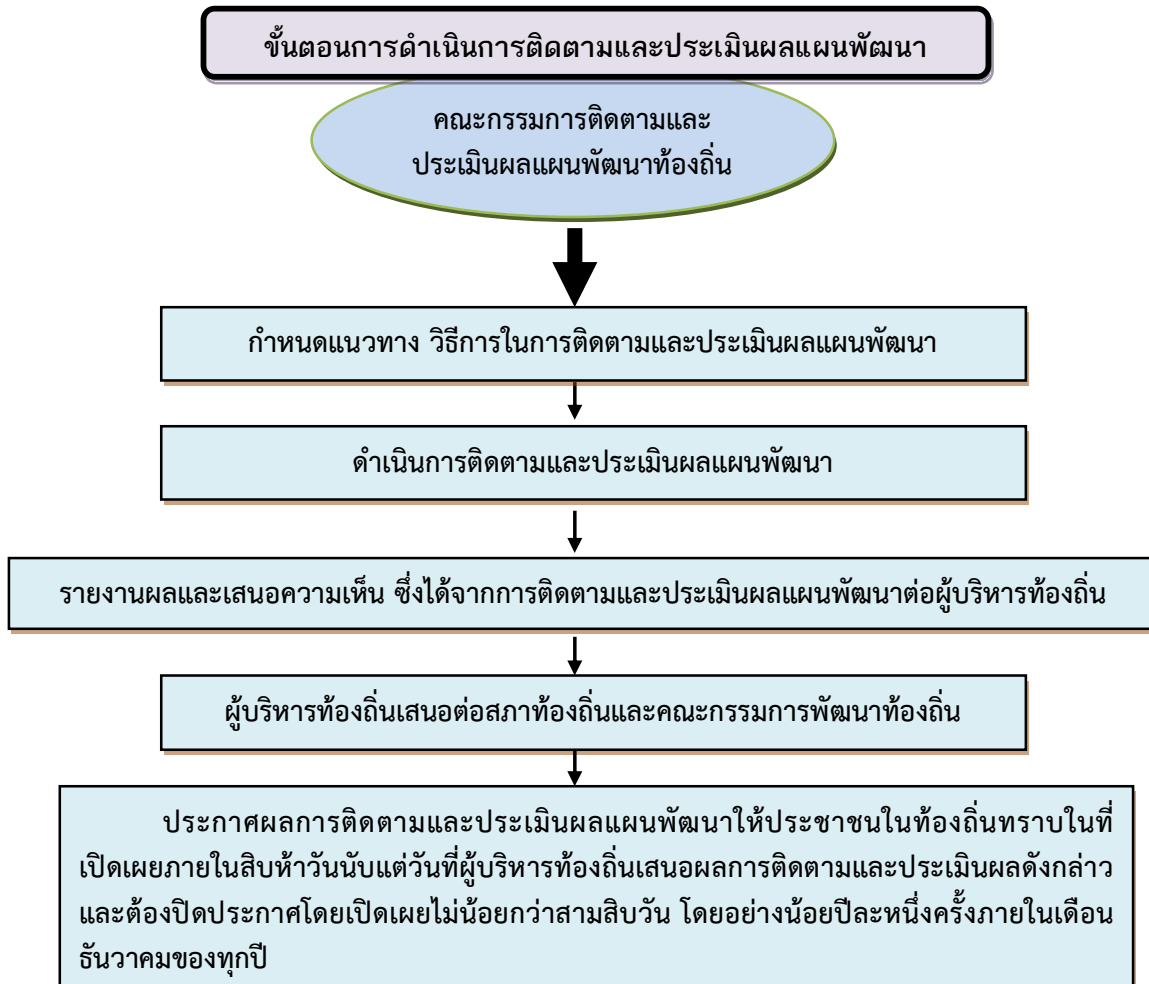 ขั้นตอนการดำเนินการติดตามและประเมินผลแผนพัฒนา
คณะกรรมการติดตามและ
ประเมินผลแผนพัฒนาท้องถิ่น
กำหนดแนวทาง วิธีการในการติดตามและประเมินผลแผนพัฒนา
ดำเนินการติดตามและประเมินผลแผนพัฒนา
รายงานผลและเสนอความเห็น ซึ่งได้จากการติดตามและประเมินผลแผนพัฒนาต่อผู้บริหารท้องถิ่น
ผู้บริหารท้องถิ่นเสนอต่อสภาท้องถิ่นและคณะกรรมการพัฒนาท้องถิ่น
ประกาศผลการติดตามและประเมินผลแผนพัฒนาให้ประชาชนในท้องถิ่นทราบในที่
เปิดเผยภายในสิบห้าวันนับแต่วันที่ผู้บริหารท้องถิ่นเสนอผลการติดตามและประเมินผลดังกล่าว
และต้องปิดประกาศโดยเปิดเผยไม่น้อยกว่าสามสิบวัน โดยอย่างน้อยปีละหนึ่งครั้งภายในเดือน
ธันวาคมของทุกปี